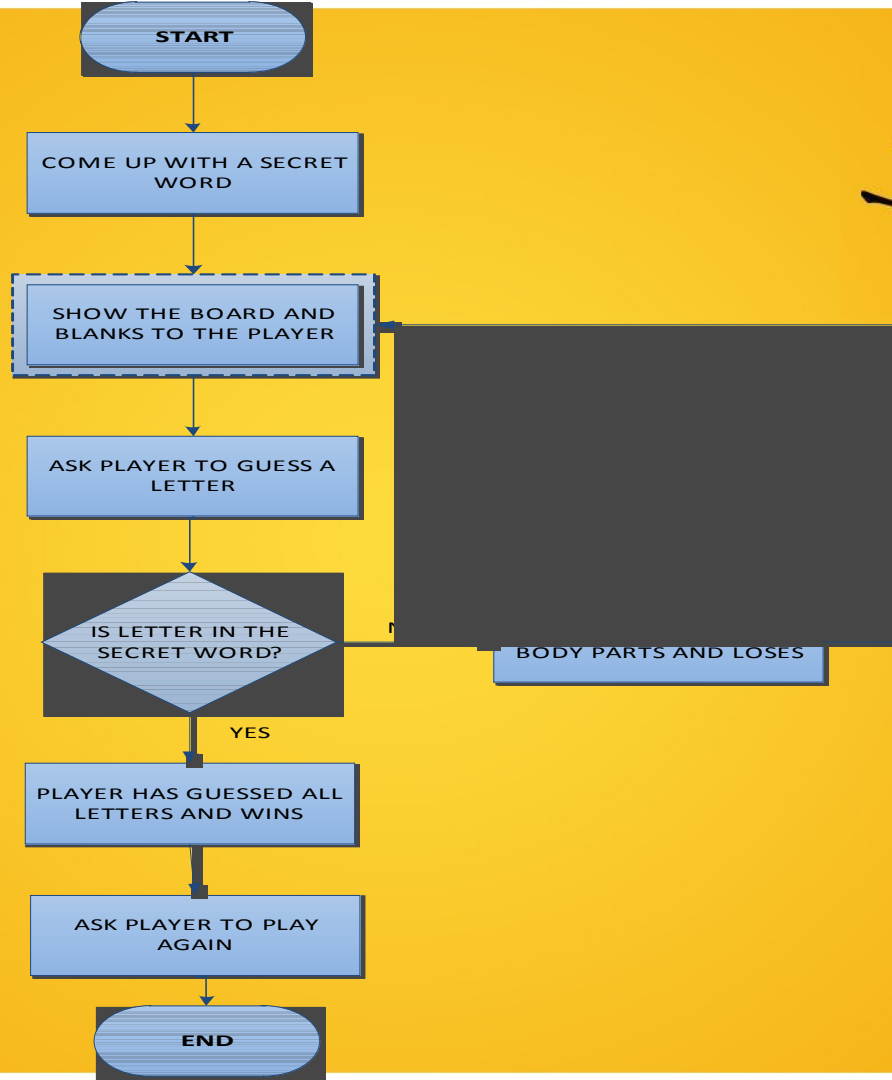 START
COME UP WITH A SECRET
WORD
SHOW THE BOARD AND
BLANKS TO THE PLAYER
ASK PLAYER TO GUESS A
LETTER
IS LETTER IN THE
SECRET WORD?
BODY PARTS AND LOSES
YES
PLAYER HAS GUESSED ALL
LETTERS AND WINS
ASK PLAYER TO PLAY
AGAIN
END